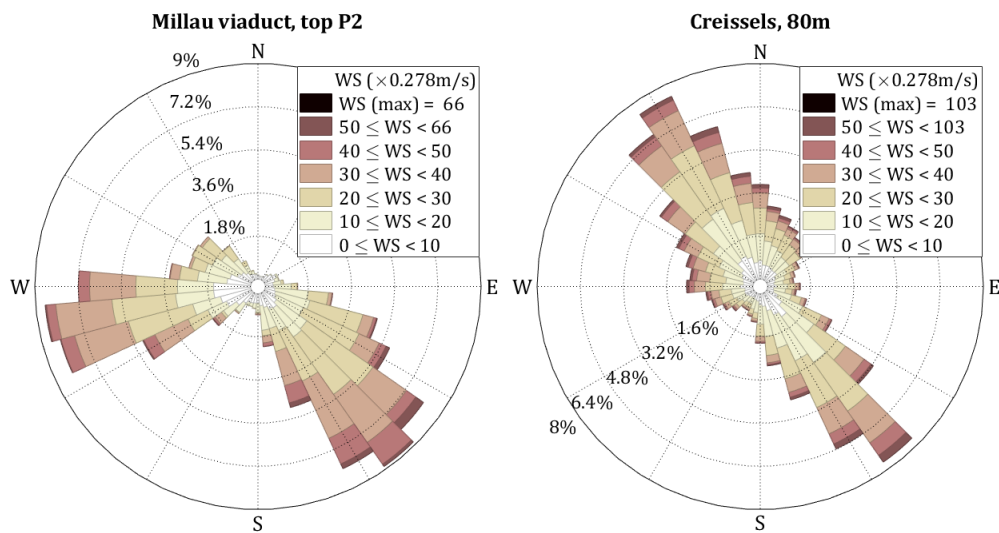 Millau viaduct, top P2
N
9%
7.2%
5.4%
3.6%
1.8%
W
E
S
WS (×0.278m/s)
WS (max) = 66
50 ≤ WS < 66
40 ≤ WS < 50
30 ≤ WS < 40
20 ≤ WS < 30
10 ≤ WS < 20
0 ≤ WS < 10
Creissels, 80m
N
WS (×0.278m/s)
WS (max) = 103
50 ≤ WS < 103
40 ≤ WS < 50
30 ≤ WS < 40
20 ≤ WS < 30
10 ≤ WS < 20
0 ≤ WS < 10
W
E
1.6%
3.2%
4.8%
6.4%
8%
S